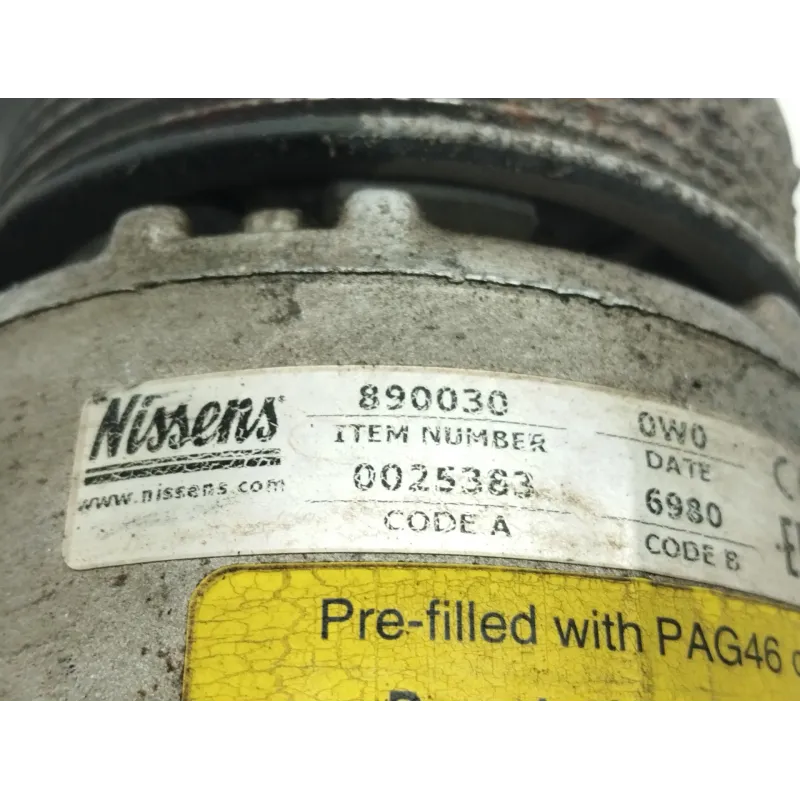 Nissens
www.nissens.com
890030
ITEM NUMBER
0025383
CODE A
0W0
DATE
6980
CODE B
Pre-filled with PAG46